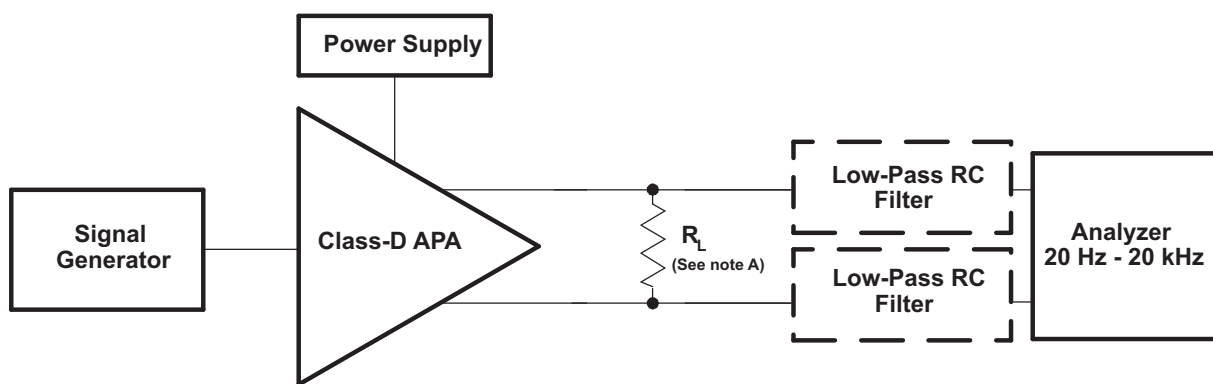 Power Supply
Signal
Generator
Class-D APA
R_L
(See note A)
Low-Pass RC
Filter
Low-Pass RC
Filter
Analyzer
20 Hz - 20 kHz